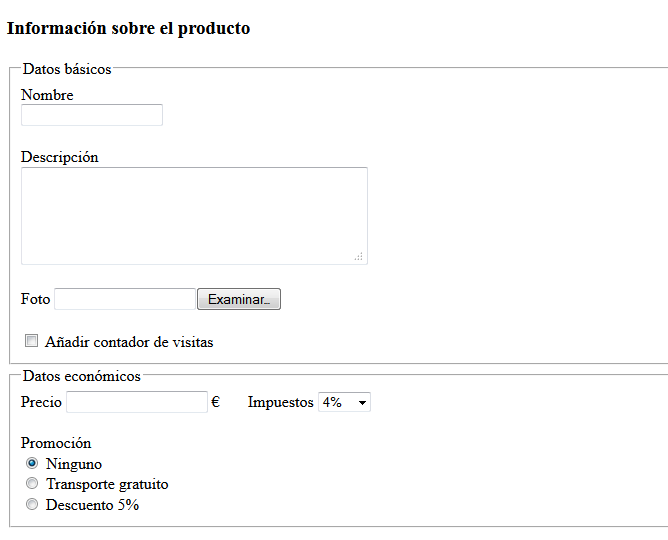 Información sobre el producto
Datos básicos
Nombre
Descripción
Foto Examinar..
Añadir contador de visitas
Datos económicos
Precio € Impuestos 4%
Promoción
Ninguno
Transporte gratuito
Descuento 5%